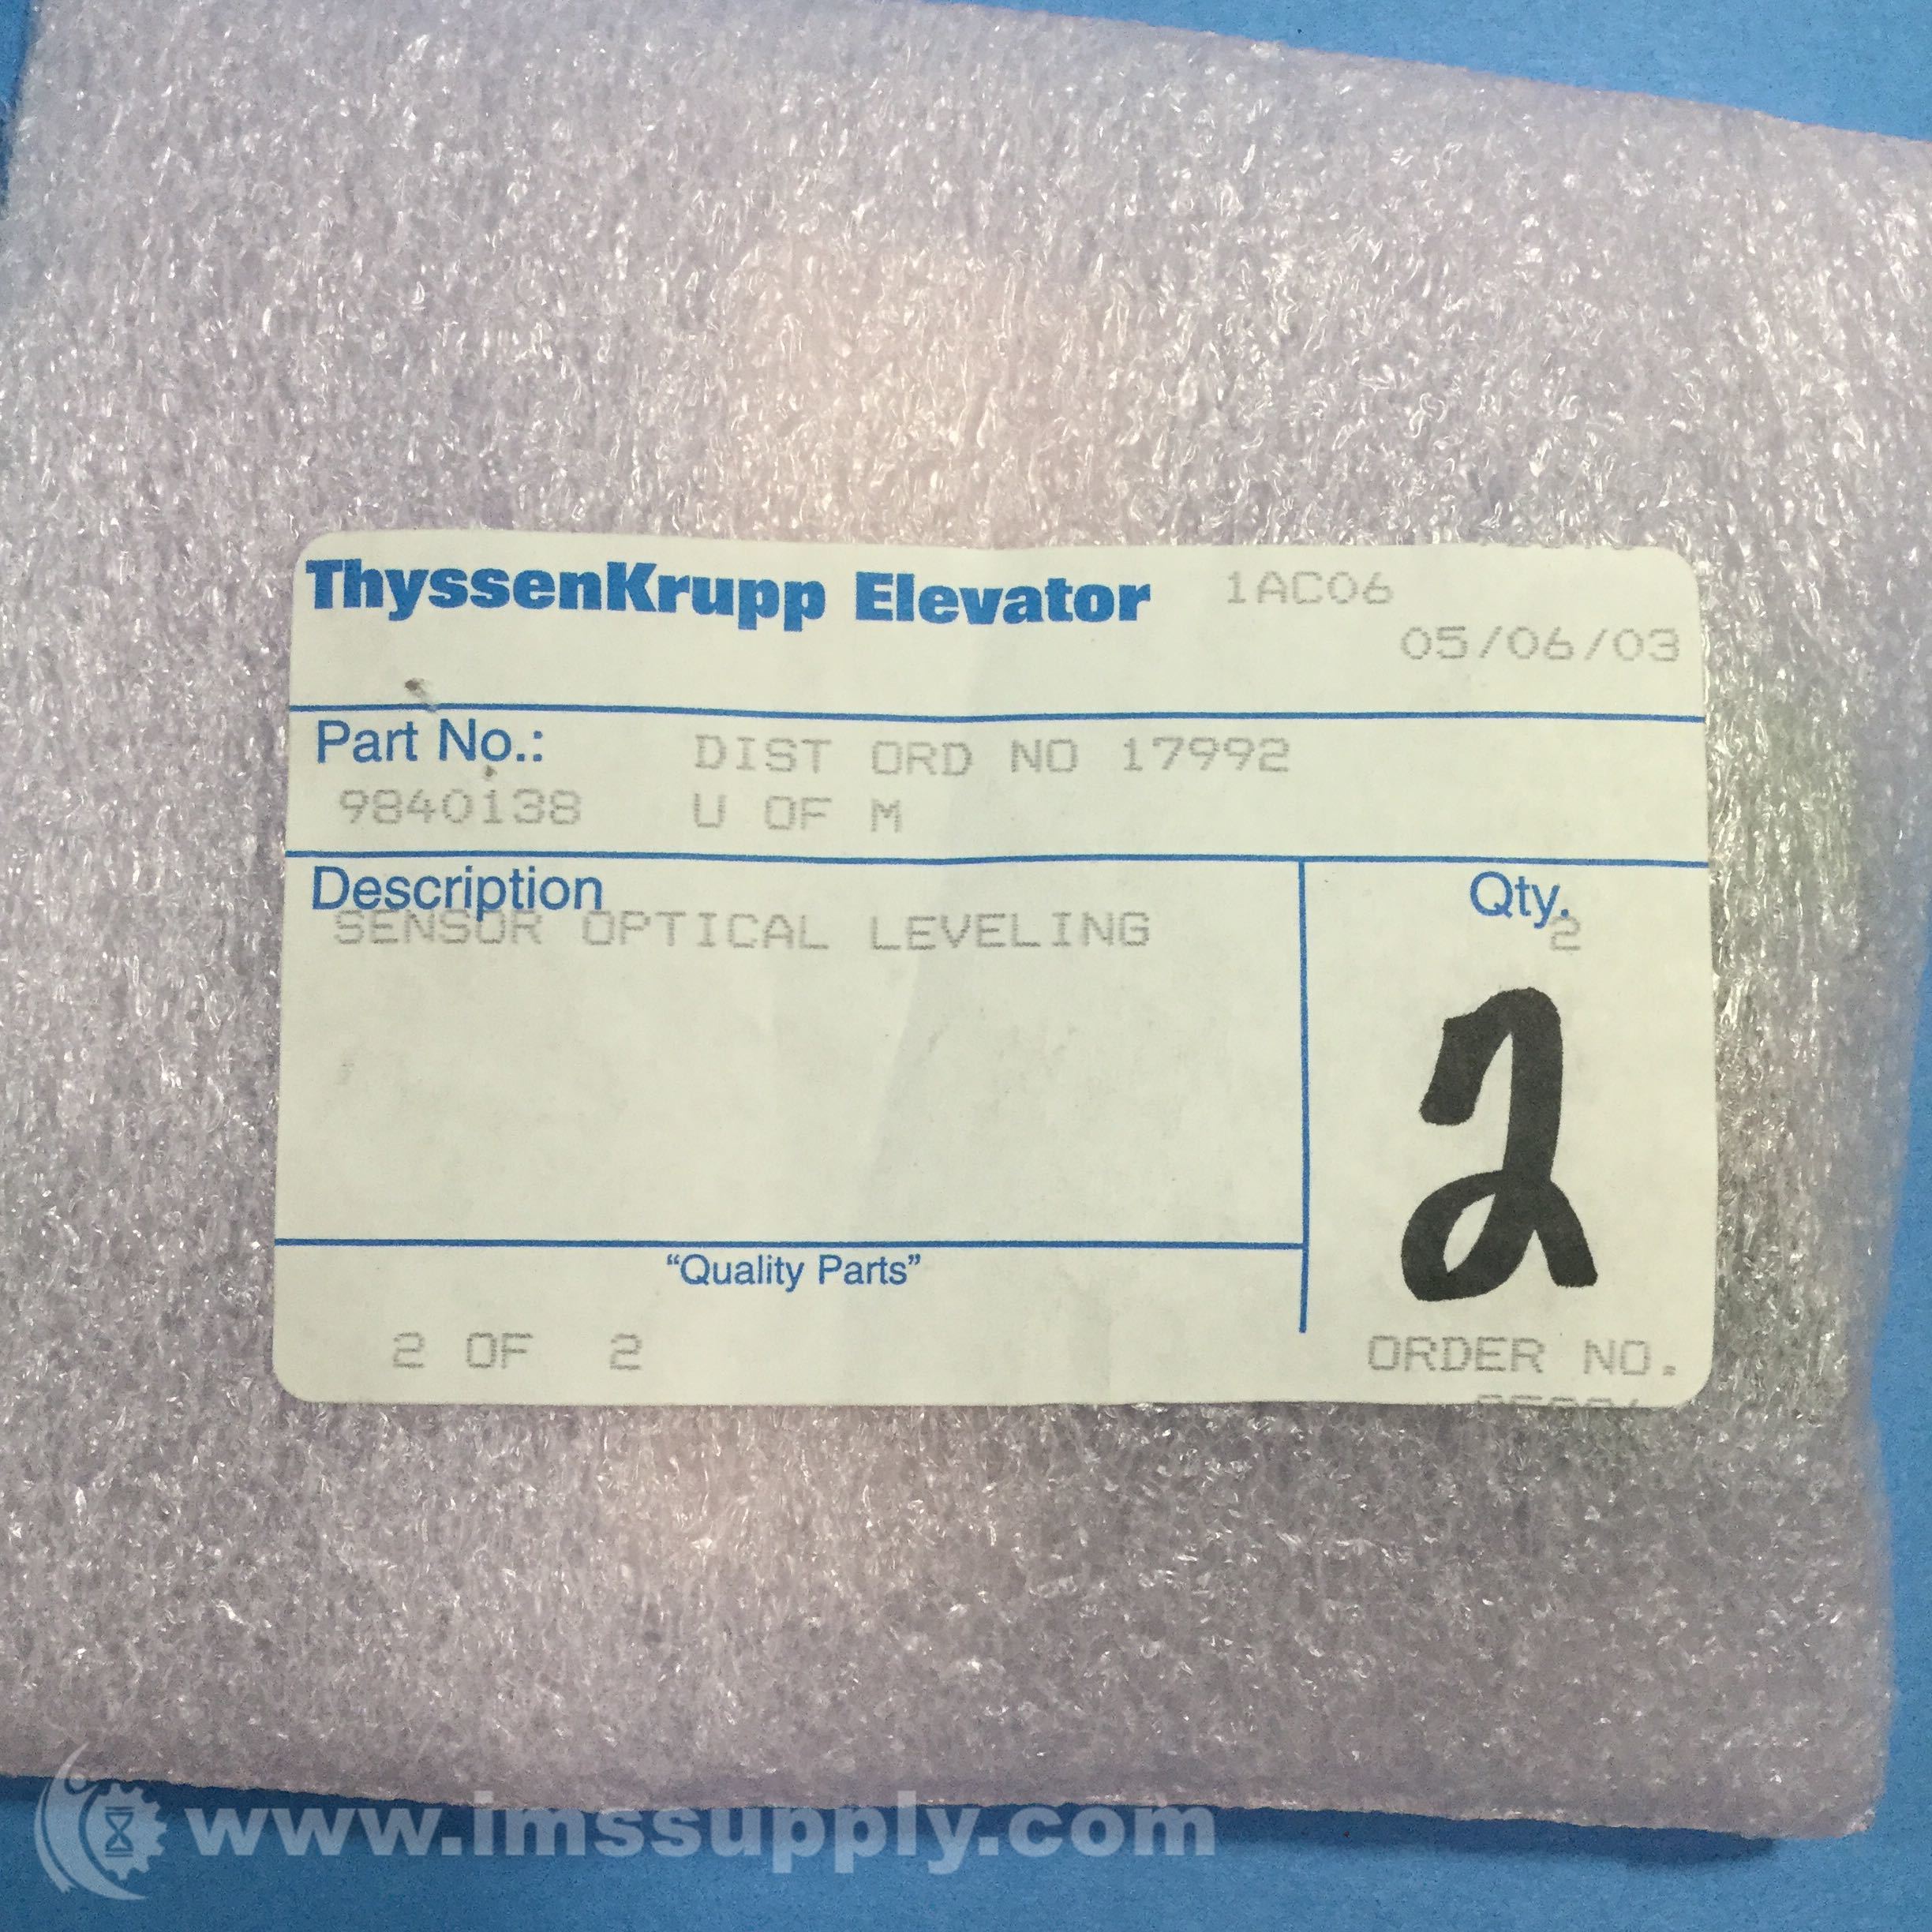 ThyssenKrupp Elevator 1AC06
05/06/03
Part No.: DIST ORD NO 17992
9840138 U OF M
Description Qty.
SENSOR OPTICAL LEVELING 2
2
"Quality Parts"
2 OF 2 ORDER NO.
www.imssupply.com